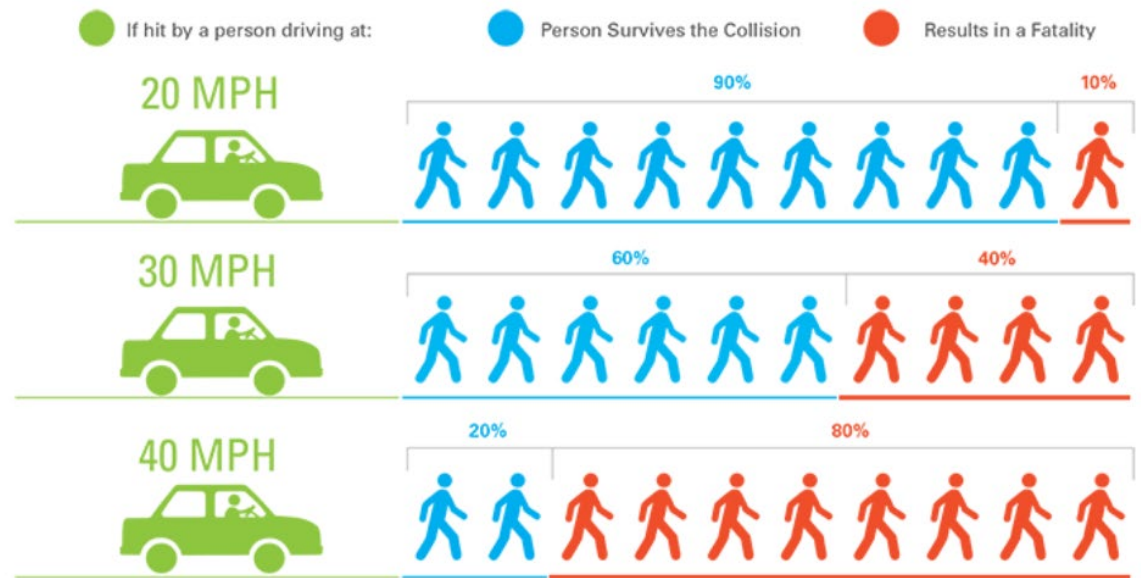 If hit by a person driving at:
Person Survives the Collision
Results in a Fatality
20 MPH
90%
10%
30 MPH
60%
40%
40 MPH
20%
80%